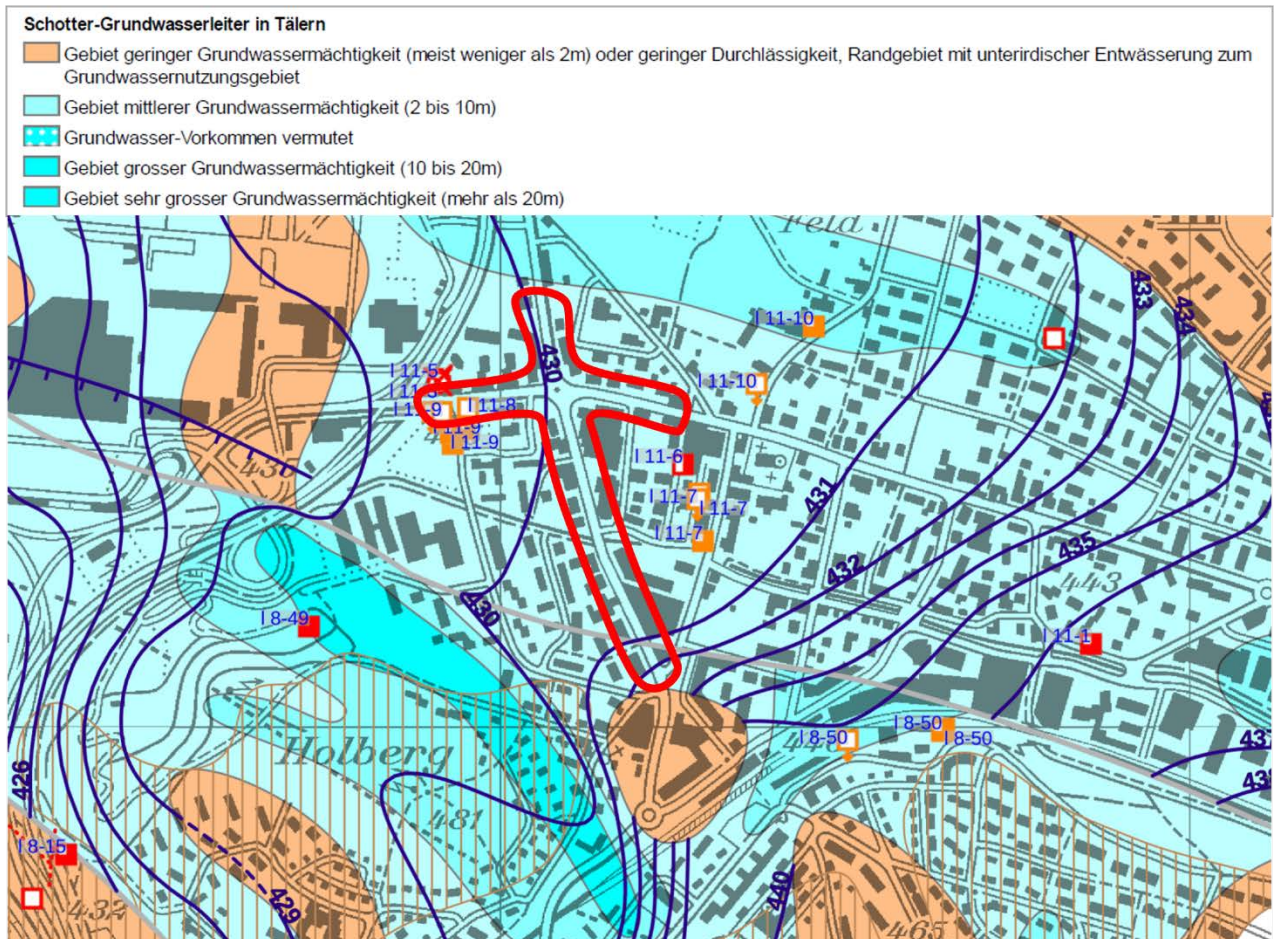 Schotter-Grundwasserleiter in Tälern
Gebiet geringer Grundwassermächtigkeit (meist weniger als 2m) oder geringer Durchlässigkeit, Randgebiet mit unterirdischer Entwässerung zum
Grundwassernutzungsgebiet
Gebiet mittlerer Grundwassermächtigkeit (2 bis 10m)
Grundwasser-Vorkommen vermutet
Gebiet grosser Grundwassermächtigkeit (10 bis 20m)
Gebiet sehr grosser Grundwassermächtigkeit (mehr als 20m)
Feld
433
434
I 11-10
430
I 11-5
I 11-10
I 11-9
I 11-8
I 11-9
I 11-9
I 11-6
I 11-7
I 11-7
431
I 11-7
435
432
443
430
I 8-49
I 11-1
I 8-50
I 8-50
I 8-50
Holberg
426
481
440
I 8-15
429
432
465